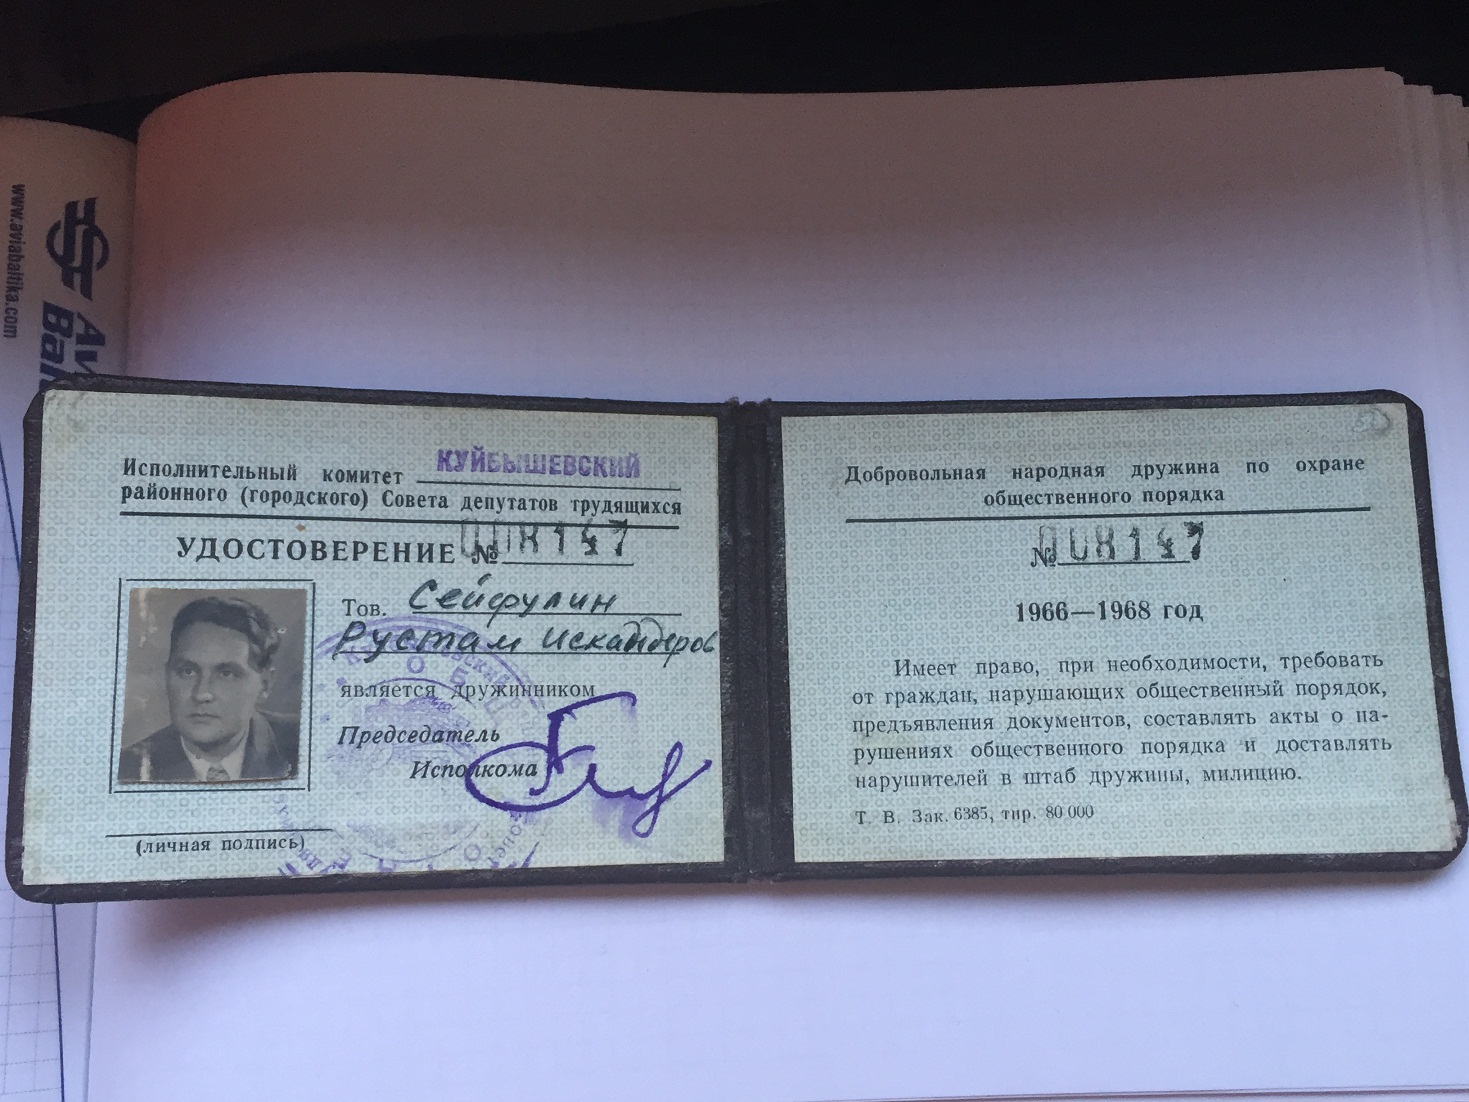 www.aviabaltika.com
Исполнительный комитет КУЙБЫШЕВСКИЙ
районного (городского) Совета депутатов трудящихся
УДОСТОВЕРЕНИЕ № 008147
Тов. Сейфулин
Рустам Искандеров
является дружинником
Председатель
Исполкома
(личная подпись)
Добровольная народная дружина по охране
общественного порядка
№ 008147
1966—1968 год
Имеет право, при необходимости, требовать
от граждан, нарушающих общественный порядок,
предъявления документов, составлять акты о на-
рушениях общественного порядка и доставлять
нарушителей в штаб дружины, милицию.
Т. В. Зак. 6385, тир. 80 000